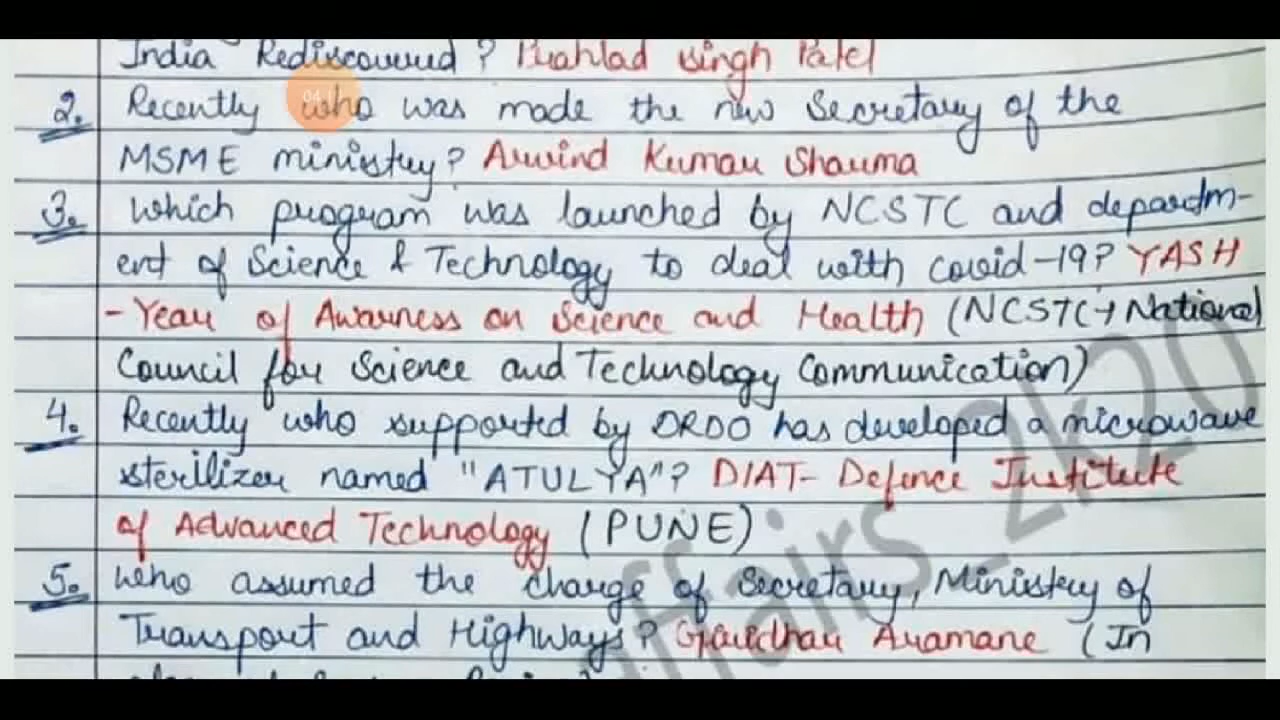 India Rediscovered? Prahlad singh Patel
04:1
2. Recently who was made the new Secretary of the
MSME ministry? Arvind Kumar Sharma
3. which program was launched by NCSTC and departm-
ent of Science & Technology to deal with covid-19? YASH
- Year of Awarness on Science and Health (NCSTC→ National
Council for Science and Technology Communication)
4. Recently who supported by DRDO has developed a microwave
sterilizer named "ATULYA"? DIAT- Defence Institute
of Advanced Technology (PUNE)
5. who assumed the charge of Secretary, Ministry of
Transport and Highways? Giridhar Aramane (In
affairs_2k20